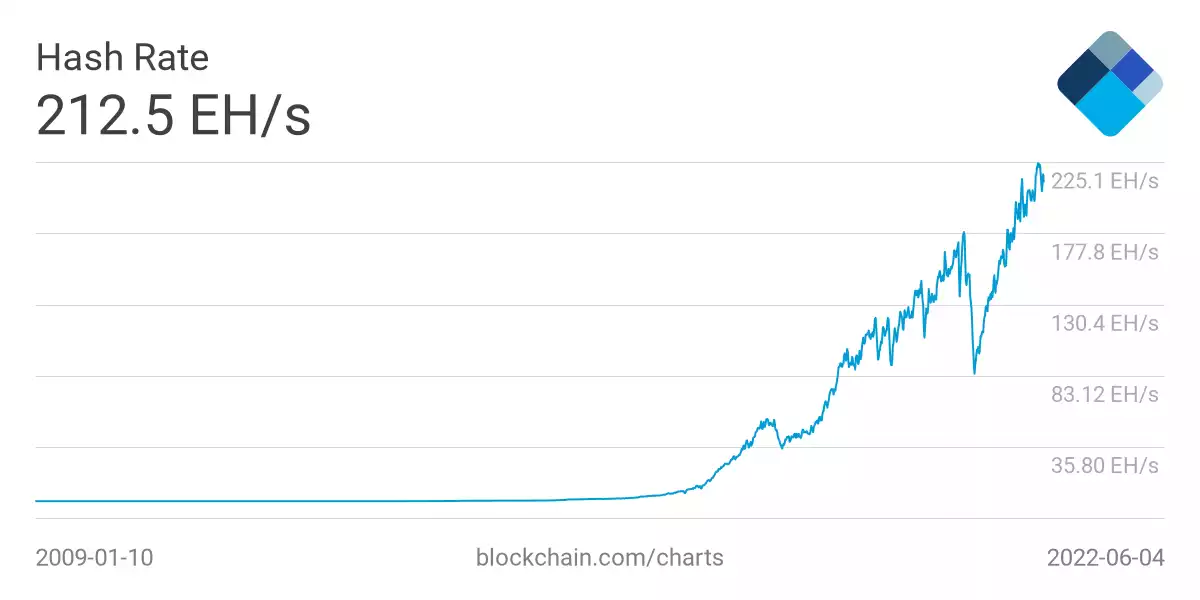 Hash Rate
212.5 EH/s
225.1 EH/s
177.8 EH/s
130.4 EH/s
83.12 EH/s
35.80 EH/s
2009-01-10 blockchain.com/charts 2022-06-04